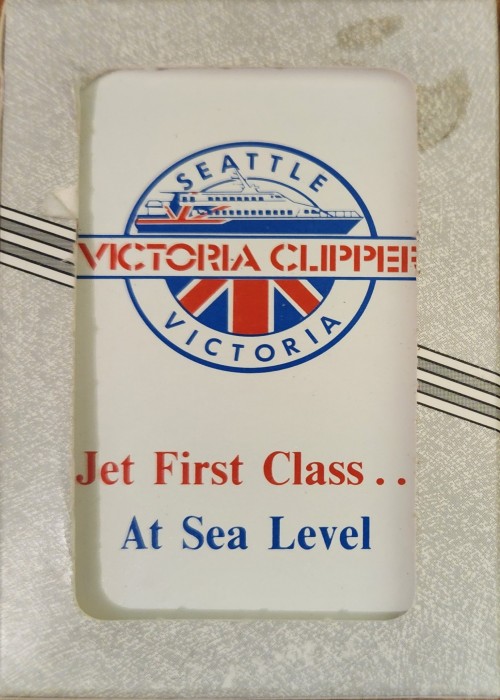 SEATTLE
VICTORIA CLIPPER
VICTORIA
Jet First Class . .
At Sea Level